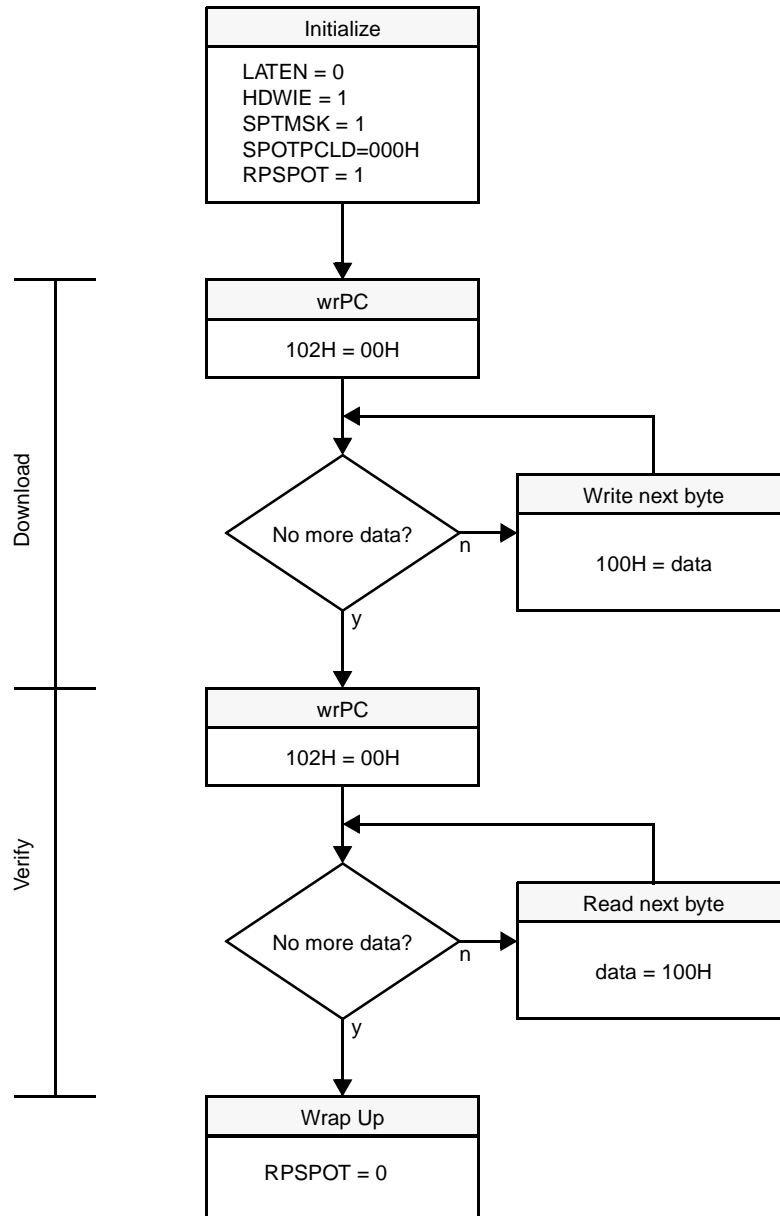 Initialize
LATEN = 0
HDWIE = 1
SPTMSK = 1
SPOTPCLD=000H
RPSPOT = 1
Download
wrPC
102H = 00H
No more data?
n
y
Write next byte
100H = data
Verify
wrPC
102H = 00H
No more data?
n
y
Read next byte
data = 100H
Wrap Up
RPSPOT = 0